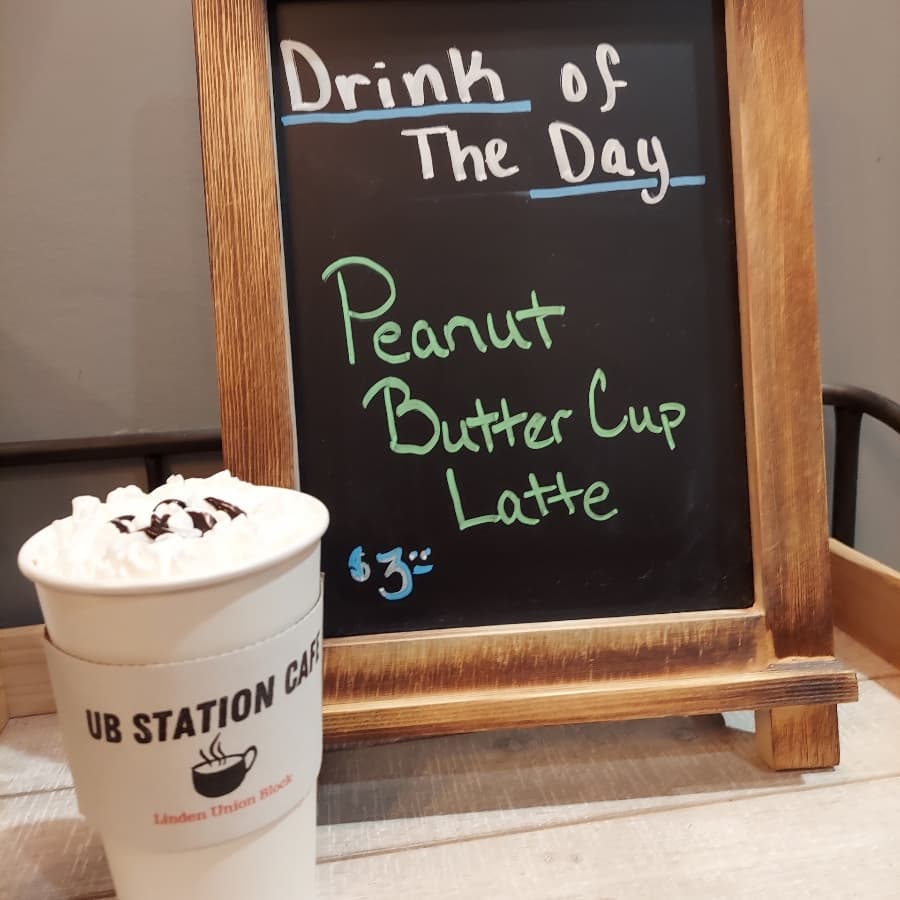 Drink of
The Day
Peanut
Butter Cup
Latte
$3
UB STATION CAFE
Linden Union Block